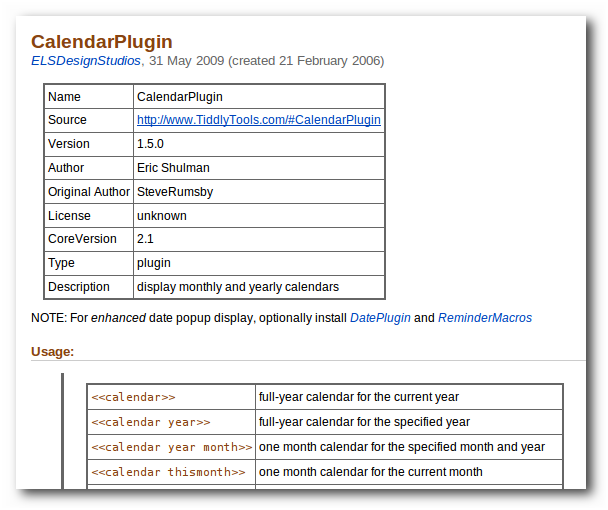 CalendarPlugin
ELSDesignStudios, 31 May 2009 (created 21 February 2006)
Name CalendarPlugin
Source http://www.TiddlyTools.com/#CalendarPlugin
Version 1.5.0
Author Eric Shulman
Original Author SteveRumsby
License unknown
CoreVersion 2.1
Type plugin
Description display monthly and yearly calendars
NOTE: For enhanced date popup display, optionally install DatePlugin and ReminderMacros
Usage:
<<calendar>> full-year calendar for the current year
<<calendar year>> full-year calendar for the specified year
<<calendar year month>> one month calendar for the specified month and year
<<calendar thismonth>> one month calendar for the current month